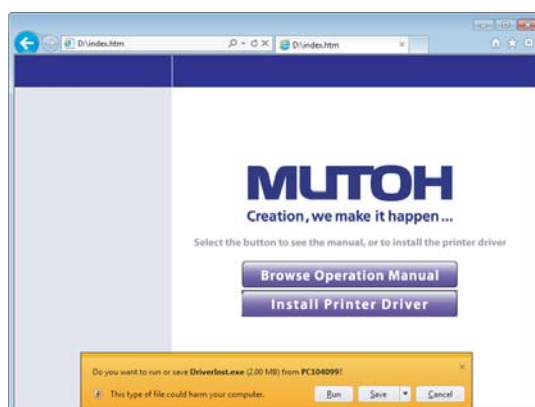 D:\index.htm
D:\index.htm
MUTOH
Creation, we make it happen...
Select the button to see the manual, or to install the printer driver
Browse Operation Manual
Install Printer Driver
Do you want to run or save DriverInst.exe (2.00 MB) from PC104099?
This type of file could harm your computer.
Run
Save
Cancel